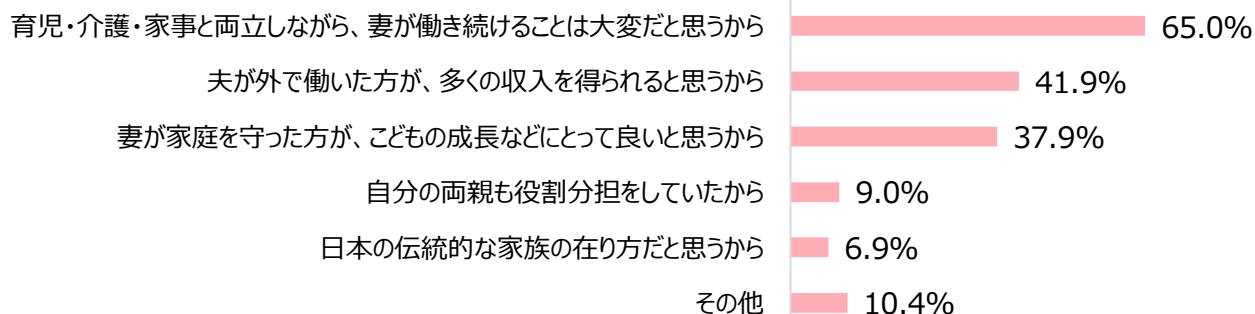 育児・介護・家事と両立しながら、妻が働き続けることは大変だと思うから 65.0%
夫が外で働いた方が、多くの収入を得られると思うから 41.9%
妻が家庭を守った方が、こどもの成長などにとって良いと思うから 37.9%
自分の両親も役割分担をしていたから 9.0%
日本の伝統的な家族の在り方だと思うから 6.9%
その他 10.4%